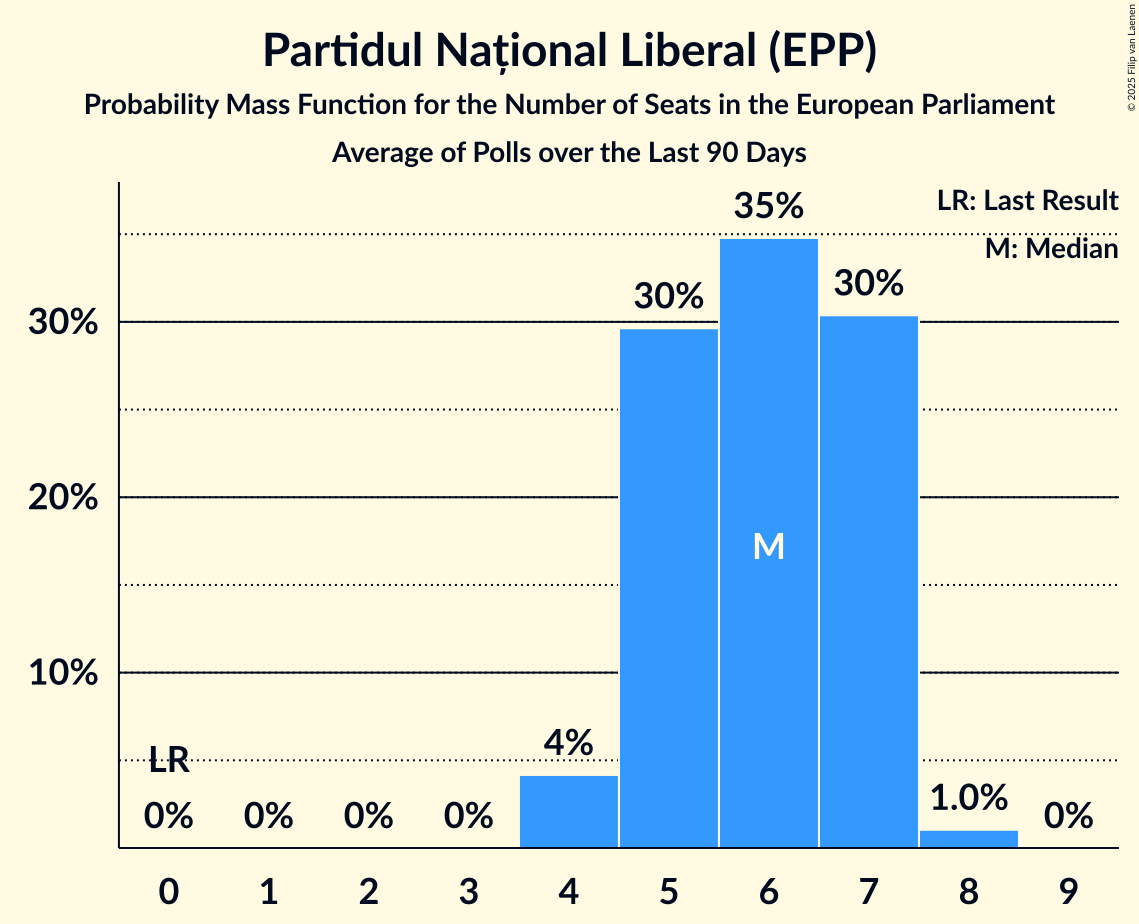 Partidul Național Liberal (EPP)
Probability Mass Function for the Number of Seats in the European Parliament
Average of Polls over the Last 90 Days
© 2025 Filip van Laenen
LR: Last Result
M: Median
35%
30%
30%
30%
20%
M
10%
4%
LR
1.0%
0%
0%
0%
0%
0%
0 1 2 3 4 5 6 7 8 9